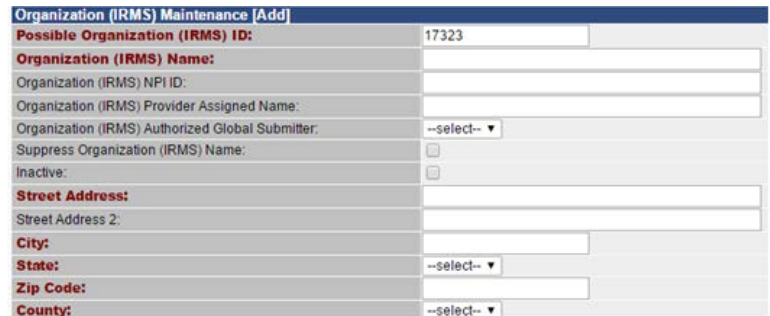 Organization (IRMS) Maintenance [Add]
Possible Organization (IRMS) ID: 17323
Organization (IRMS) Name:
Organization (IRMS) NPI ID:
Organization (IRMS) Provider Assigned Name:
Organization (IRMS) Authorized Global Submitter: --select--
Suppress Organization (IRMS) Name:
Inactive:
Street Address:
Street Address 2:
City:
State: --select--
Zip Code:
County: --select--